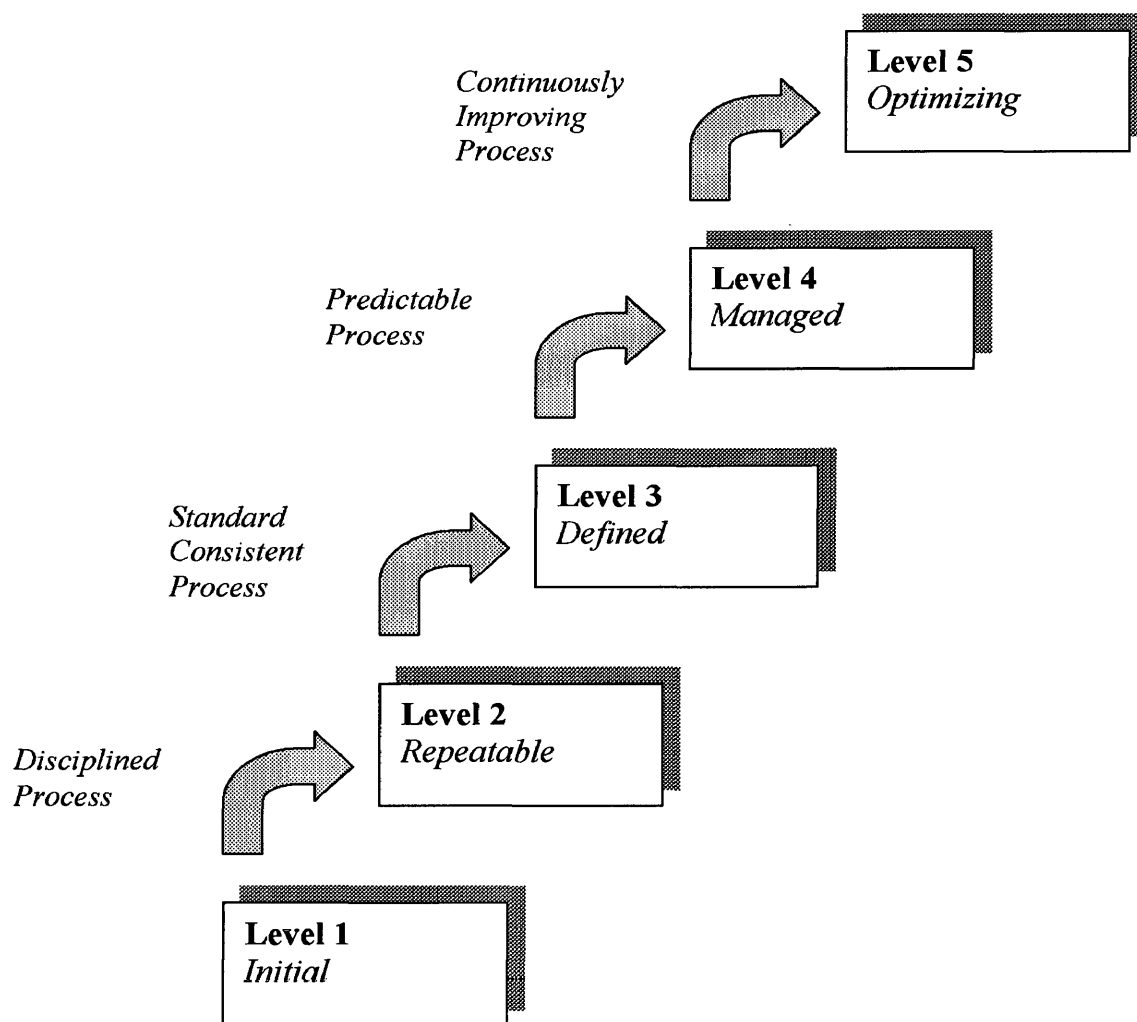 Level 5
Optimizing
Continuously
Improving
Process
Level 4
Managed
Predictable
Process
Level 3
Defined
Standard
Consistent
Process
Level 2
Repeatable
Disciplined
Process
Level 1
Initial